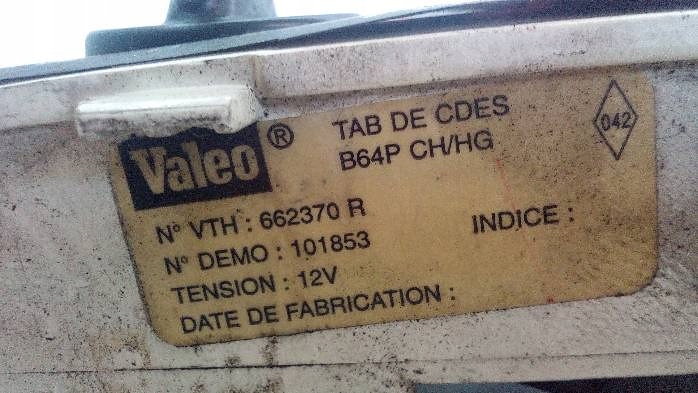 Valeo ®
TAB DE CDES
B64P CH/HG
042
N° VTH : 662370 R
N° DEMO : 101853
INDICE :
TENSION : 12V
DATE DE FABRICATION :